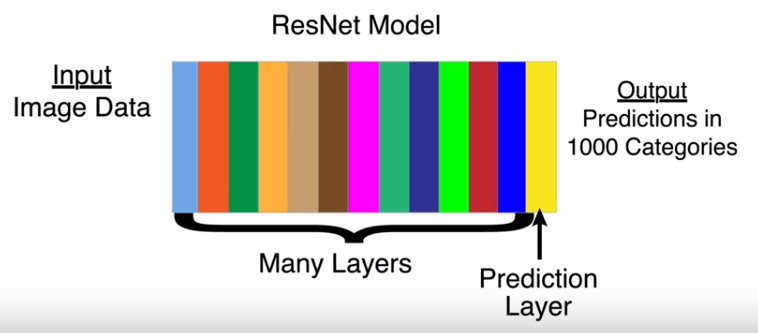 ResNet Model
Input
Image Data
Output
Predictions in
1000 Categories
Many Layers
Prediction
Layer